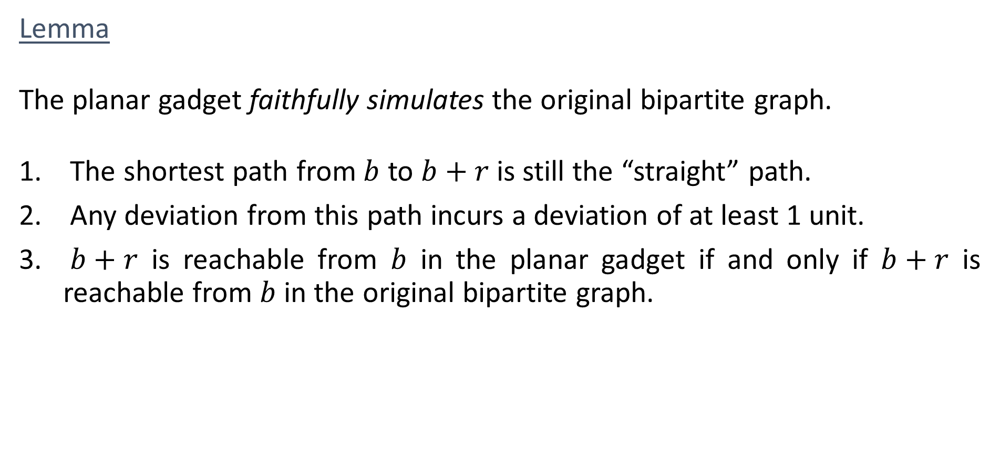 Lemma
The planar gadget faithfully simulates the original bipartite graph.
1. The shortest path from b to b + r is still the “straight” path.
2. Any deviation from this path incurs a deviation of at least 1 unit.
3. b + r is reachable from b in the planar gadget if and only if b + r is
reachable from b in the original bipartite graph.